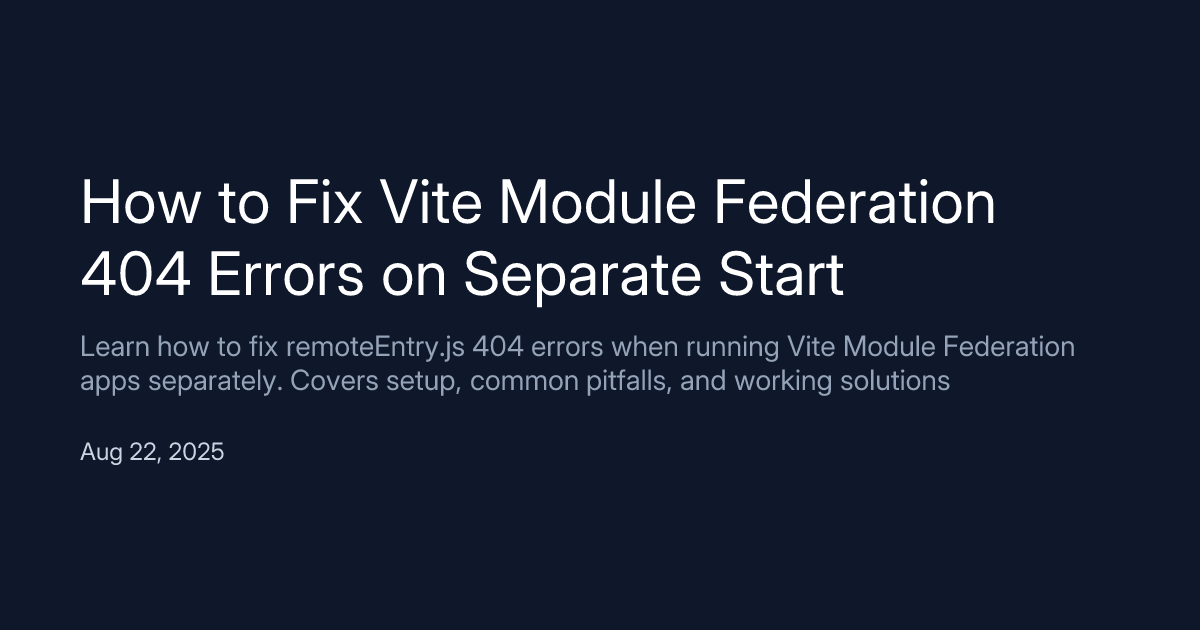 How to Fix Vite Module Federation
404 Errors on Separate Start
Learn how to fix remoteEntry.js 404 errors when running Vite Module Federation
apps separately. Covers setup, common pitfalls, and working solutions
Aug 22, 2025